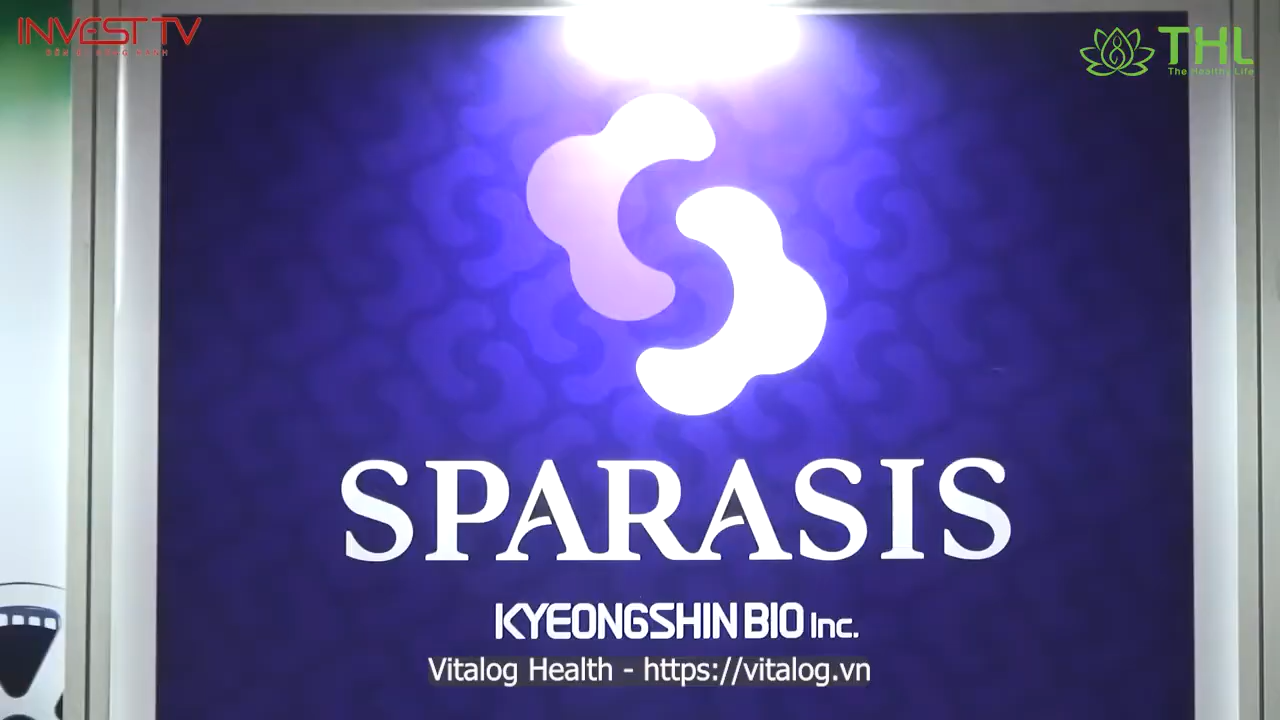 INVEST TV
THL
The Healthy Life
SPARASIS
KYEONGSHIN BIO Inc.
Vitalog Health - https://vitalog.vn